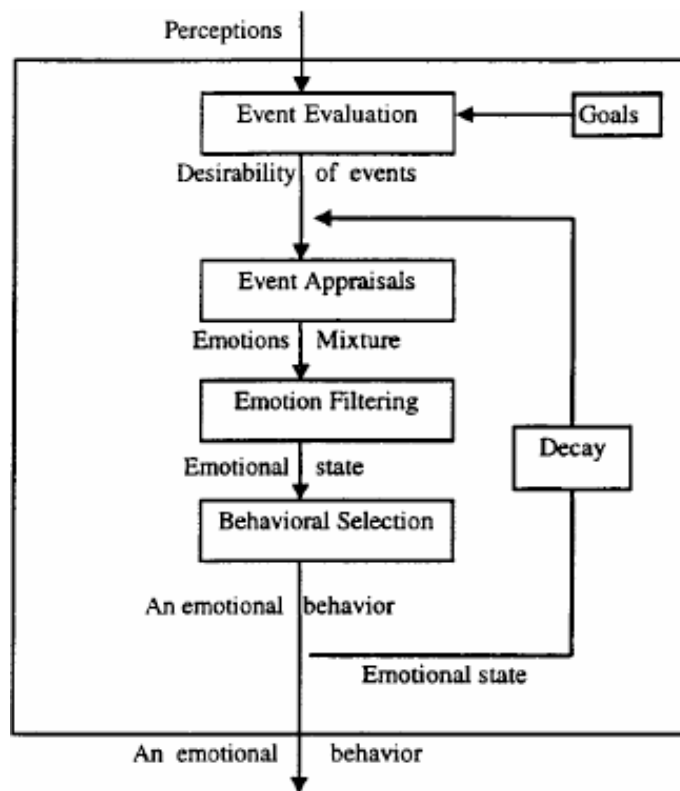 Perceptions
Event Evaluation
Goals
Desirability of events
Event Appraisals
Emotions Mixture
Emotion Filtering
Decay
Emotional state
Behavioral Selection
An emotional behavior
Emotional state
An emotional behavior